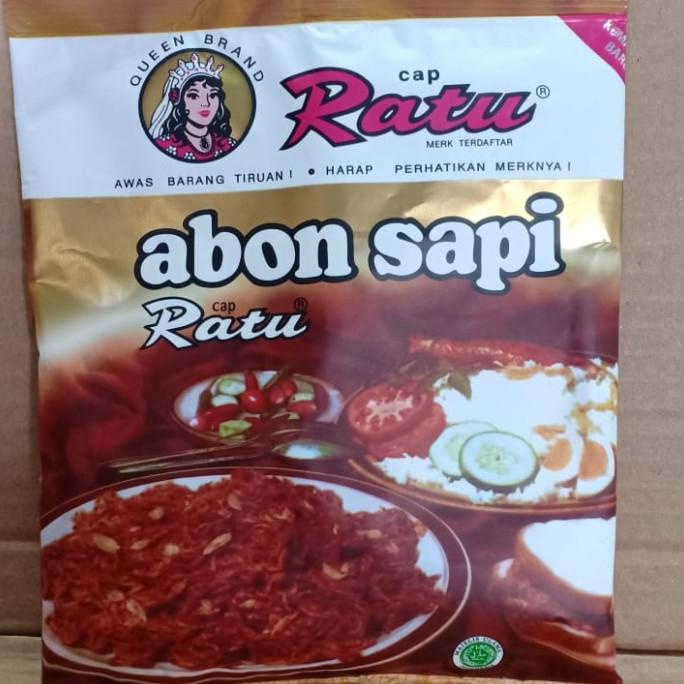 QUEEN BRAND
cap
Ratu®
MERK TERDAFTAR
AWAS BARANG TIRUAN! • HARAP PERHATIKAN MERKNYA!
abon sapi
cap
Ratu®